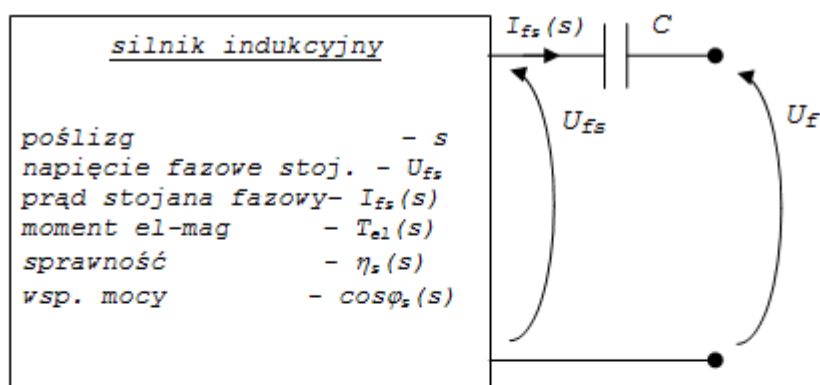 silnik indukcyjny
poślizg – s
napięcie fazowe stoj. – Ufs
prąd stojana fazowy– Ifs(s)
moment el-mag – Tel(s)
sprawność – ηs(s)
wsp. mocy – cosφs(s)
Ifs(s) C
Ufs
Uf